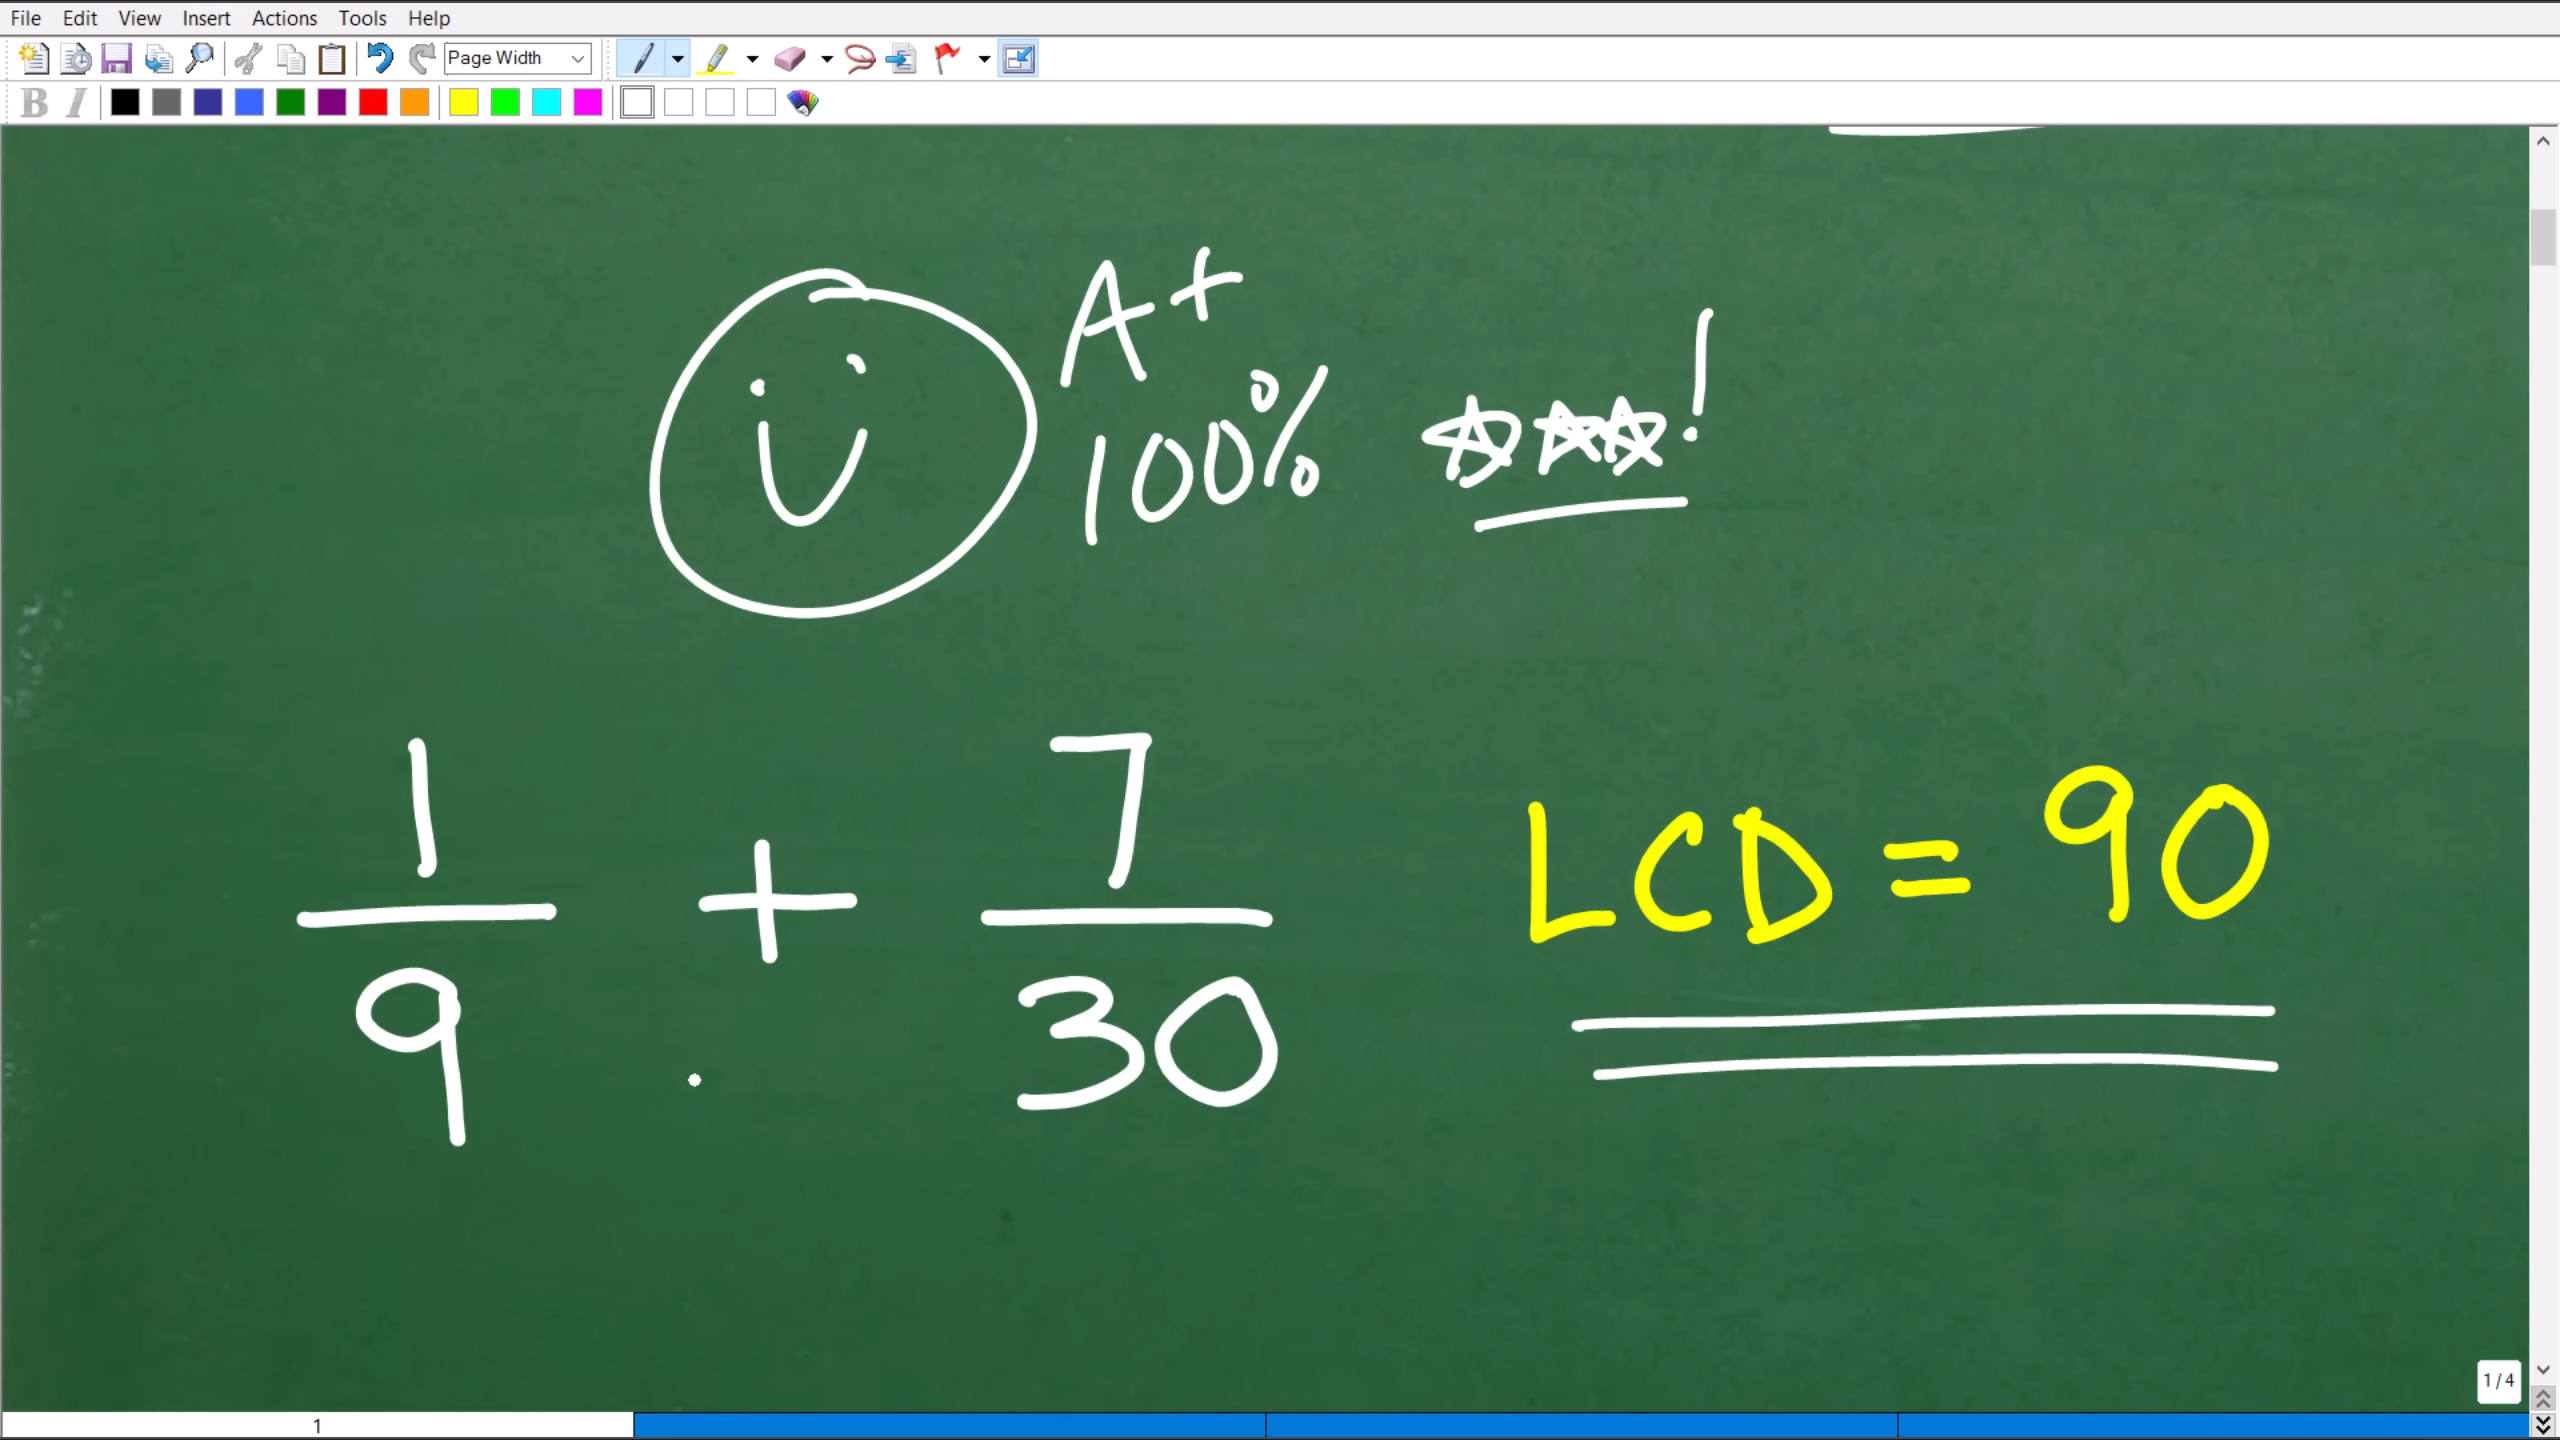 File Edit View Insert Actions Tools Help
Page Width
B I
A+
100% !
1/9 + 7/30 LCD = 90
1 / 4
1